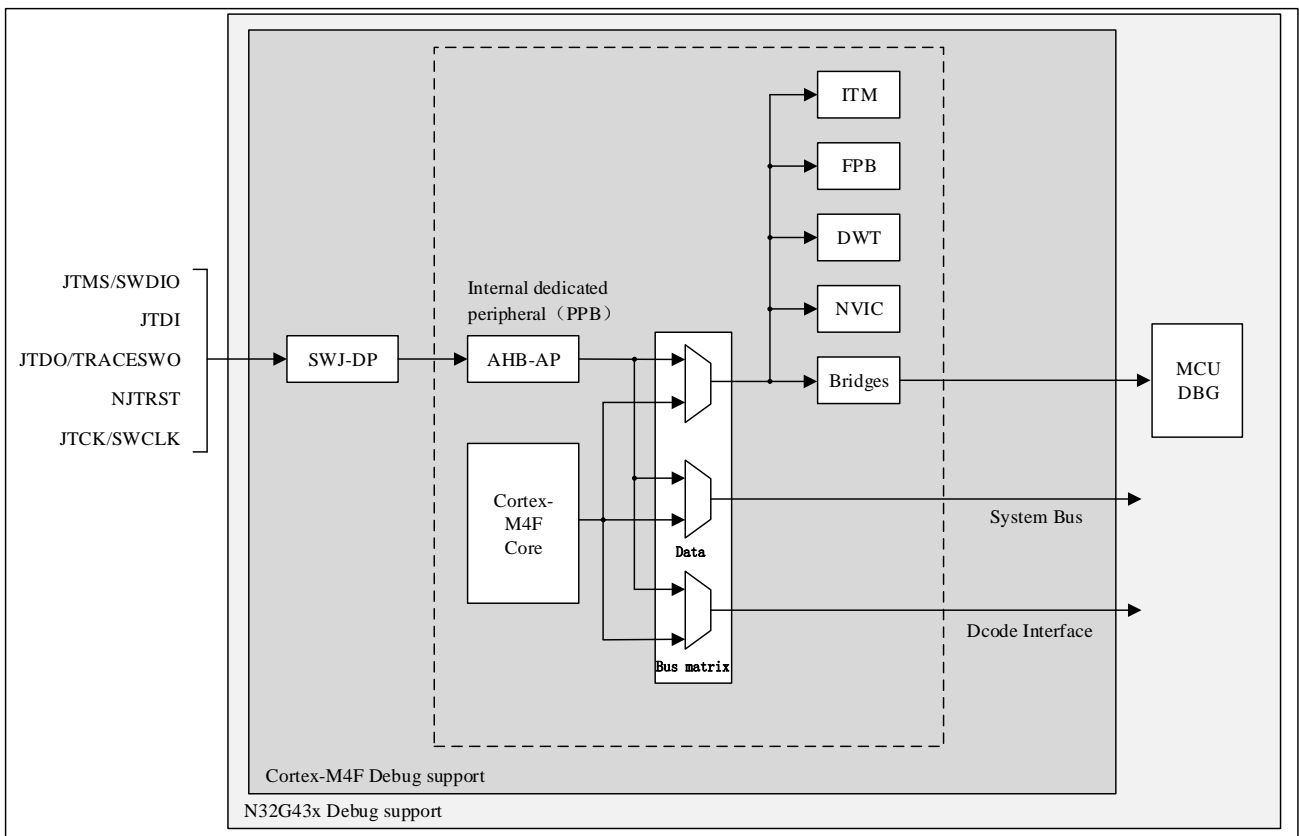 ITM
FPB
DWT
NVIC
Bridges
JTMS/SWDIO
JTDI
JTDO/TRACESWO
NJTRST
JTCK/SWCLK
SWJ-DP
Internal dedicated
peripheral（PPB）
AHB-AP
Cortex-
M4F
Core
Data
Bus matrix
MCU
DBG
System Bus
Dcode Interface
Cortex-M4F Debug support
N32G43x Debug support